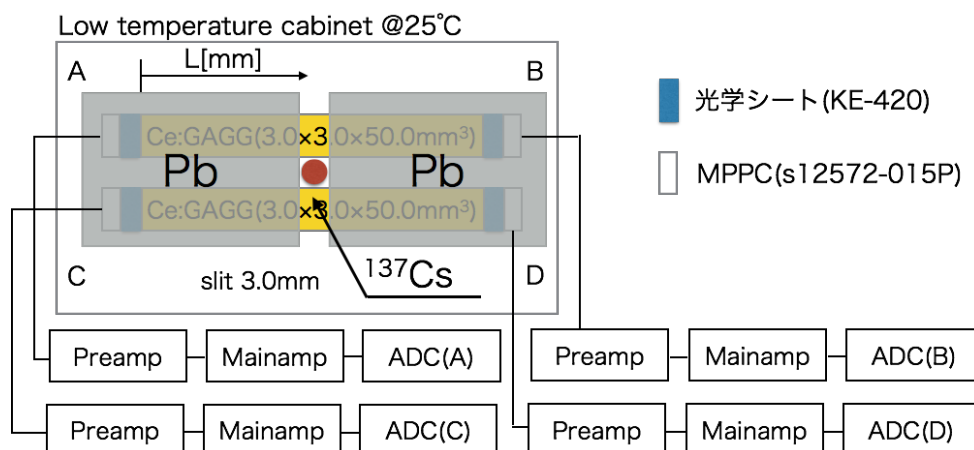 Low temperature cabinet @25℃
A
L[mm]
B
Ce:GAGG(3.0×3.0×50.0mm³)
Pb
Pb
Ce:GAGG(3.0×3.0×50.0mm³)
C
slit 3.0mm
¹³⁷Cs
D
光学シート(KE-420)
MPPC(s12572-015P)
Preamp
Mainamp
ADC(A)
Preamp
Mainamp
ADC(B)
Preamp
Mainamp
ADC(C)
Preamp
Mainamp
ADC(D)